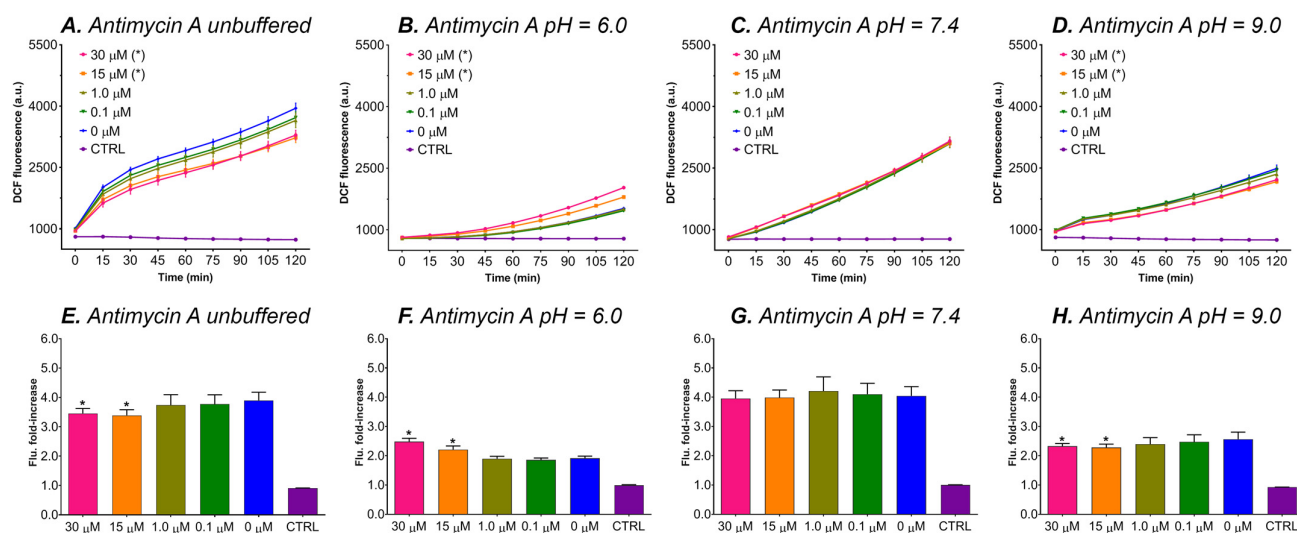 A. Antimycin A unbuffered
5500
4000
2500
1000
DCF fluorescence (a.u.)
30 μM (*)
15 μM (*)
1.0 μM
0.1 μM
0 μM
CTRL
0 15 30 45 60 75 90 105 120
Time (min)
B. Antimycin A pH = 6.0
5500
4000
2500
1000
DCF fluorescence (a.u.)
30 μM (*)
15 μM (*)
1.0 μM
0.1 μM
0 μM
CTRL
0 15 30 45 60 75 90 105 120
Time (min)
C. Antimycin A pH = 7.4
5500
4000
2500
1000
DCF fluorescence (a.u.)
30 μM
15 μM
1.0 μM
0.1 μM
0 μM
CTRL
0 15 30 45 60 75 90 105 120
Time (min)
D. Antimycin A pH = 9.0
5500
4000
2500
1000
DCF fluorescence (a.u.)
30 μM (*)
15 μM (*)
1.0 μM
0.1 μM
0 μM
CTRL
0 15 30 45 60 75 90 105 120
Time (min)
E. Antimycin A unbuffered
6.0
5.0
4.0
3.0
2.0
1.0
0.0
Flu. fold-increase
* *
30 μM 15 μM 1.0 μM 0.1 μM 0 μM CTRL
F. Antimycin A pH = 6.0
6.0
5.0
4.0
3.0
2.0
1.0
0.0
Flu. fold-increase
* *
30 μM 15 μM 1.0 μM 0.1 μM 0 μM CTRL
G. Antimycin A pH = 7.4
6.0
5.0
4.0
3.0
2.0
1.0
0.0
Flu. fold-increase
30 μM 15 μM 1.0 μM 0.1 μM 0 μM CTRL
H. Antimycin A pH = 9.0
6.0
5.0
4.0
3.0
2.0
1.0
0.0
Flu. fold-increase
* *
30 μM 15 μM 1.0 μM 0.1 μM 0 μM CTRL